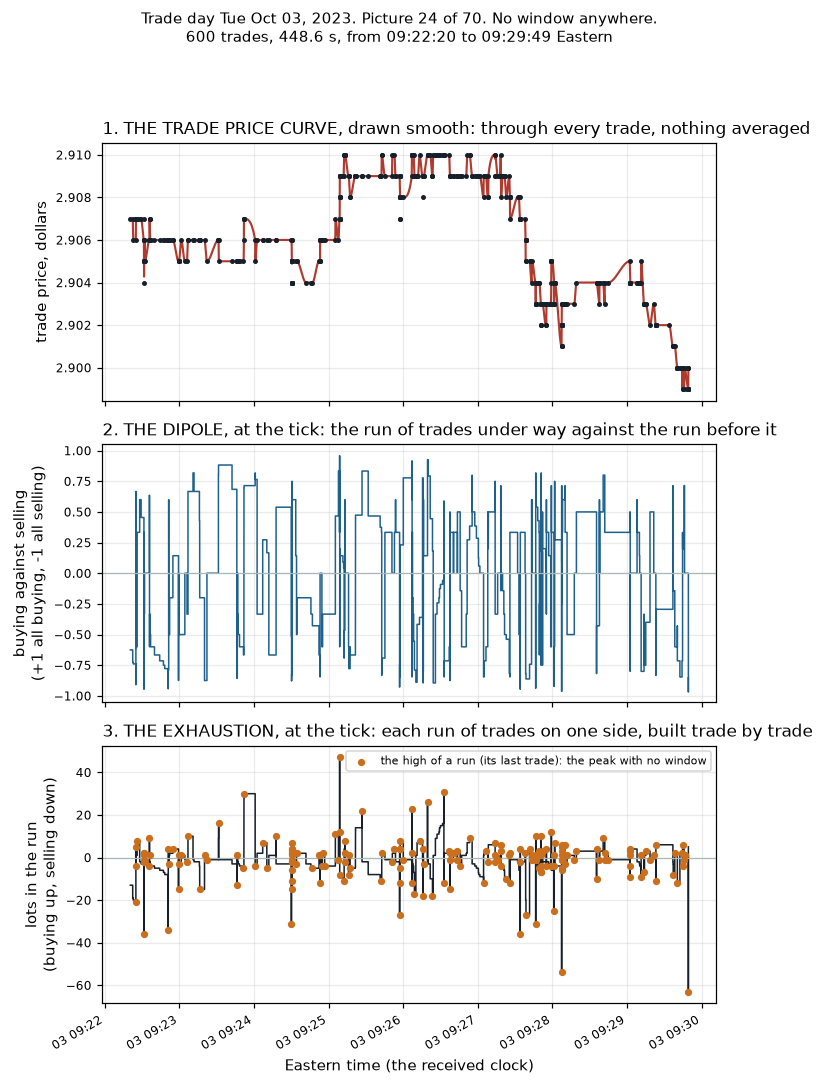 Trade day Tue Oct 03, 2023. Picture 24 of 70. No window anywhere.
600 trades, 448.6 s, from 09:22:20 to 09:29:49 Eastern
1. THE TRADE PRICE CURVE, drawn smooth: through every trade, nothing averaged
2.910
2.908
2.906
2.904
2.902
2.900
trade price, dollars
2. THE DIPOLE, at the tick: the run of trades under way against the run before it
1.00
0.75
0.50
0.25
0.00
−0.25
−0.50
−0.75
−1.00
buying against selling
(+1 all buying, -1 all selling)
3. THE EXHAUSTION, at the tick: each run of trades on one side, built trade by trade
the high of a run (its last trade): the peak with no window
40
20
0
−20
−40
−60
lots in the run
(buying up, selling down)
03 09:22
03 09:23
03 09:24
03 09:25
03 09:26
03 09:27
03 09:28
03 09:29
03 09:30
Eastern time (the received clock)